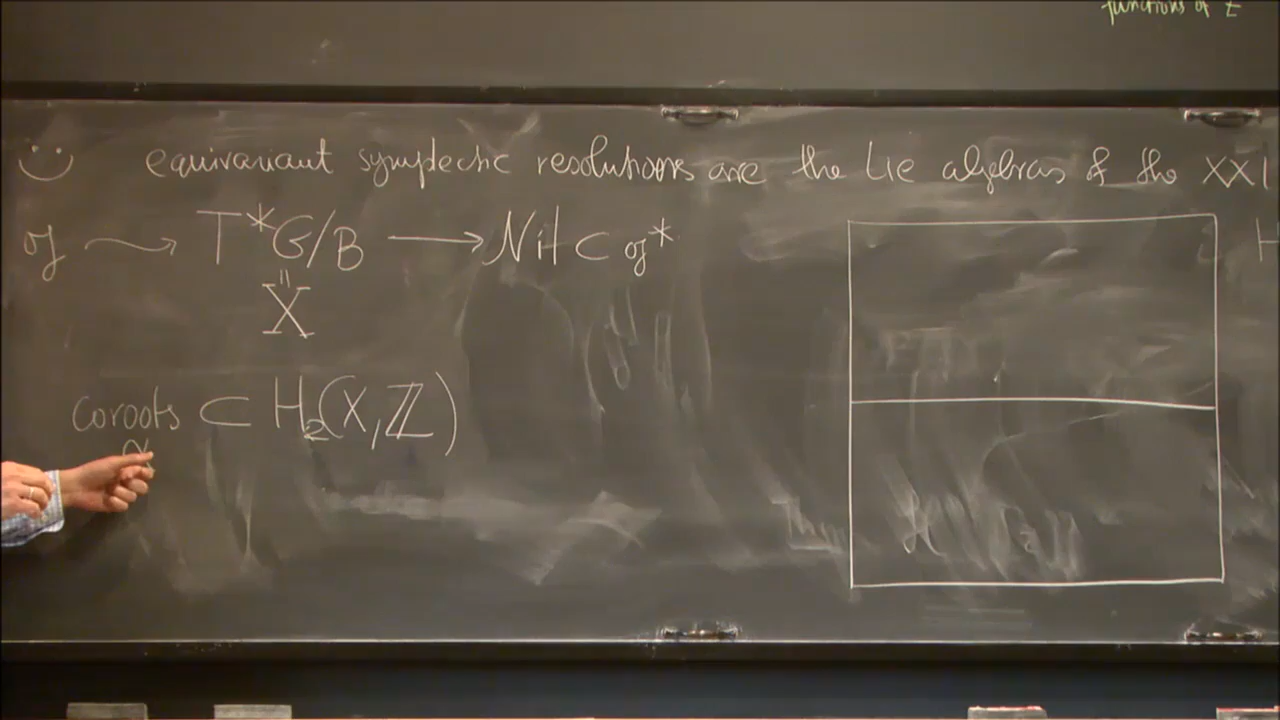 functions of z
equivariant symplectic resolutions are the Lie algebras of the XXI
𝔤 ⟿ T*G/B ⟶ Nil ⊂ 𝔤*
=
X
coroots ⊂ H₂(X,ℤ)